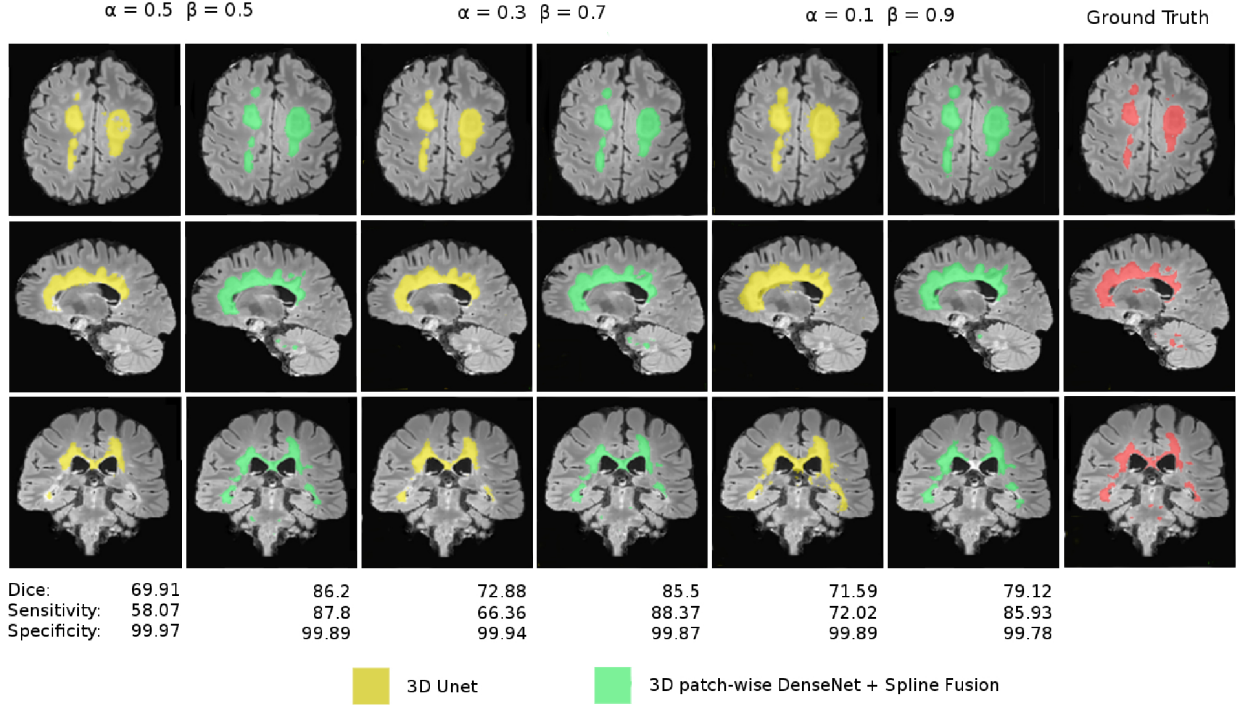 α = 0.5 β = 0.5 α = 0.3 β = 0.7 α = 0.1 β = 0.9 Ground Truth
Dice: 69.91 86.2 72.88 85.5 71.59 79.12
Sensitivity: 58.07 87.8 66.36 88.37 72.02 85.93
Specificity: 99.97 99.89 99.94 99.87 99.89 99.78
3D Unet 3D patch-wise DenseNet + Spline Fusion